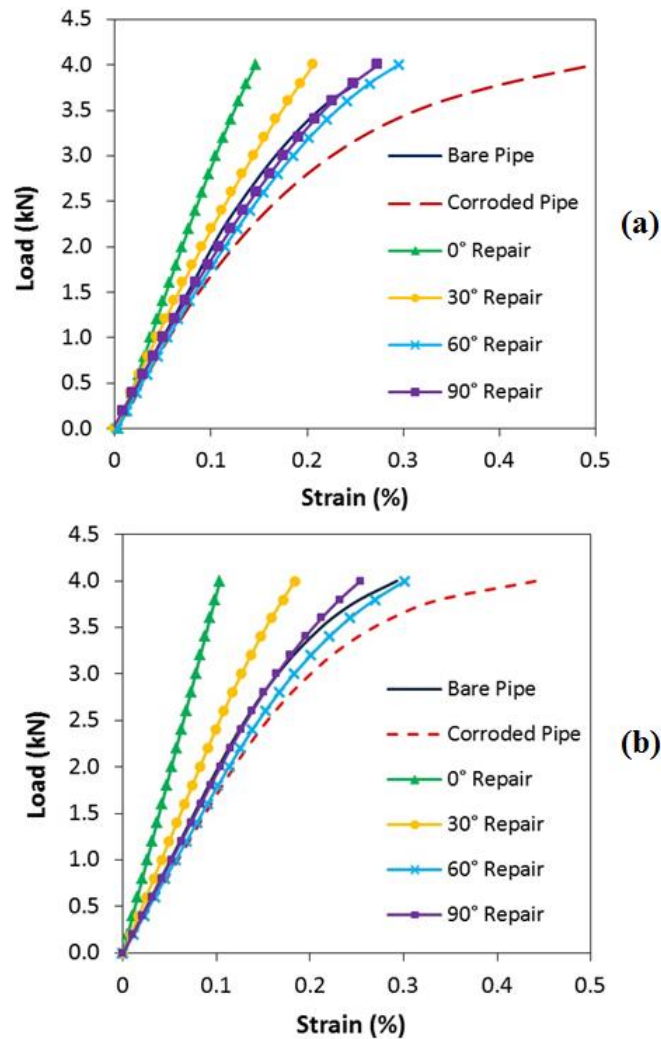 4.5
4.0
3.5
3.0
2.5
2.0
1.5
1.0
0.5
0.0
Load (kN)
0 0.1 0.2 0.3 0.4 0.5
Strain (%)
Bare Pipe
Corroded Pipe
0° Repair
30° Repair
60° Repair
90° Repair
(a)
4.5
4.0
3.5
3.0
2.5
2.0
1.5
1.0
0.5
0.0
Load (kN)
0 0.1 0.2 0.3 0.4 0.5
Strain (%)
Bare Pipe
Corroded Pipe
0° Repair
30° Repair
60° Repair
90° Repair
(b)